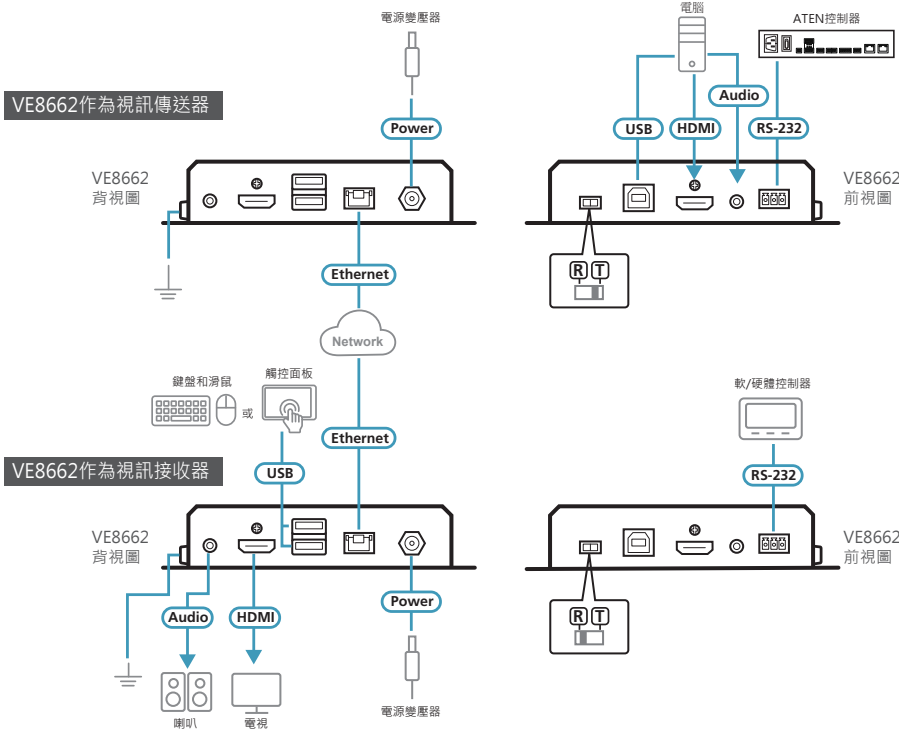 電源變壓器
電腦
ATEN控制器
VE8662作為視訊傳送器
Power
USB
HDMI
Audio
RS-232
VE8662
背視圖
VE8662
前視圖
Ethernet
R T
Network
鍵盤和滑鼠
或
觸控面板
軟/硬體控制器
Ethernet
VE8662作為視訊接收器
USB
RS-232
VE8662
背視圖
VE8662
前視圖
Audio
HDMI
Power
R T
喇叭
電視
電源變壓器